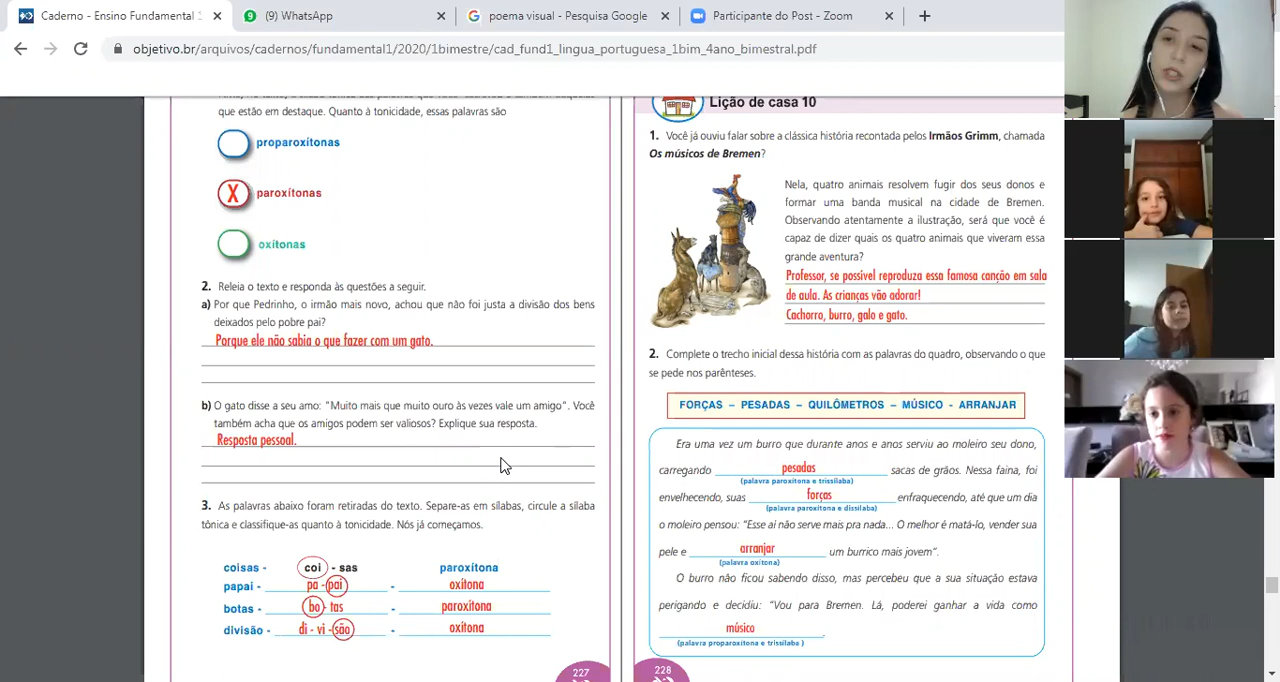 Caderno - Ensino Fundamental
(9) WhatsApp
poema visual - Pesquisa Google
Participante do Post - Zoom
objetivo.br/arquivos/cadernos/fundamental1/2020/1bimestre/cad_fund1_lingua_portuguesa_1bim_4ano_bimestral.pdf
que estão em destaque. Quanto à tonicidade, essas palavras são
proparoxítonas
X paroxítonas
oxítonas
2. Releia o texto e responda às questões a seguir.
a) Por que Pedrinho, o irmão mais novo, achou que não foi justa a divisão dos bens
deixados pelo pobre pai?
Porque ele não sabia o que fazer com um gato.
b) O gato disse a seu amo: "Muito mais que muito ouro às vezes vale um amigo". Você
também acha que os amigos podem ser valiosos? Explique sua resposta.
Resposta pessoal.
3. As palavras abaixo foram retiradas do texto. Separe-as em sílabas, circule a sílaba
tônica e classifique-as quanto à tonicidade. Nós já começamos.
coisas - coi - sas paroxítona
papai - pa - pai - oxítona
botas - bo - tas - paroxítona
divisão - di - vi - são - oxítona
227
Lição de casa 10
1. Você já ouviu falar sobre a clássica história recontada pelos Irmãos Grimm, chamada
Os músicos de Bremen?
Nela, quatro animais resolvem fugir dos seus donos e
formar uma banda musical na cidade de Bremen.
Observando atentamente a ilustração, será que você é
capaz de dizer quais os quatro animais que viveram essa
grande aventura?
Professor, se possível reproduza essa famosa canção em sala
de aula. As crianças vão adorar!
Cachorro, burro, galo e gato.
2. Complete o trecho inicial dessa história com as palavras do quadro, observando o que
se pede nos parênteses.
FORÇAS – PESADAS – QUILÔMETROS – MÚSICO - ARRANJAR
Era uma vez um burro que durante anos e anos serviu ao moleiro seu dono,
carregando pesadas sacas de grãos. Nessa faina, foi
(palavra paroxítona e trissílaba)
envelhecendo, suas forças enfraquecendo, até que um dia
(palavra paroxítona e dissílaba)
o moleiro pensou: "Esse aí não serve mais pra nada... O melhor é matá-lo, vender sua
pele e arranjar um burrico mais jovem".
(palavra oxítona)
O burro não ficou sabendo disso, mas percebeu que a sua situação estava
perigando e decidiu: "Vou para Bremen. Lá, poderei ganhar a vida como
músico.
(palavra proparoxítona e trissílaba )
228